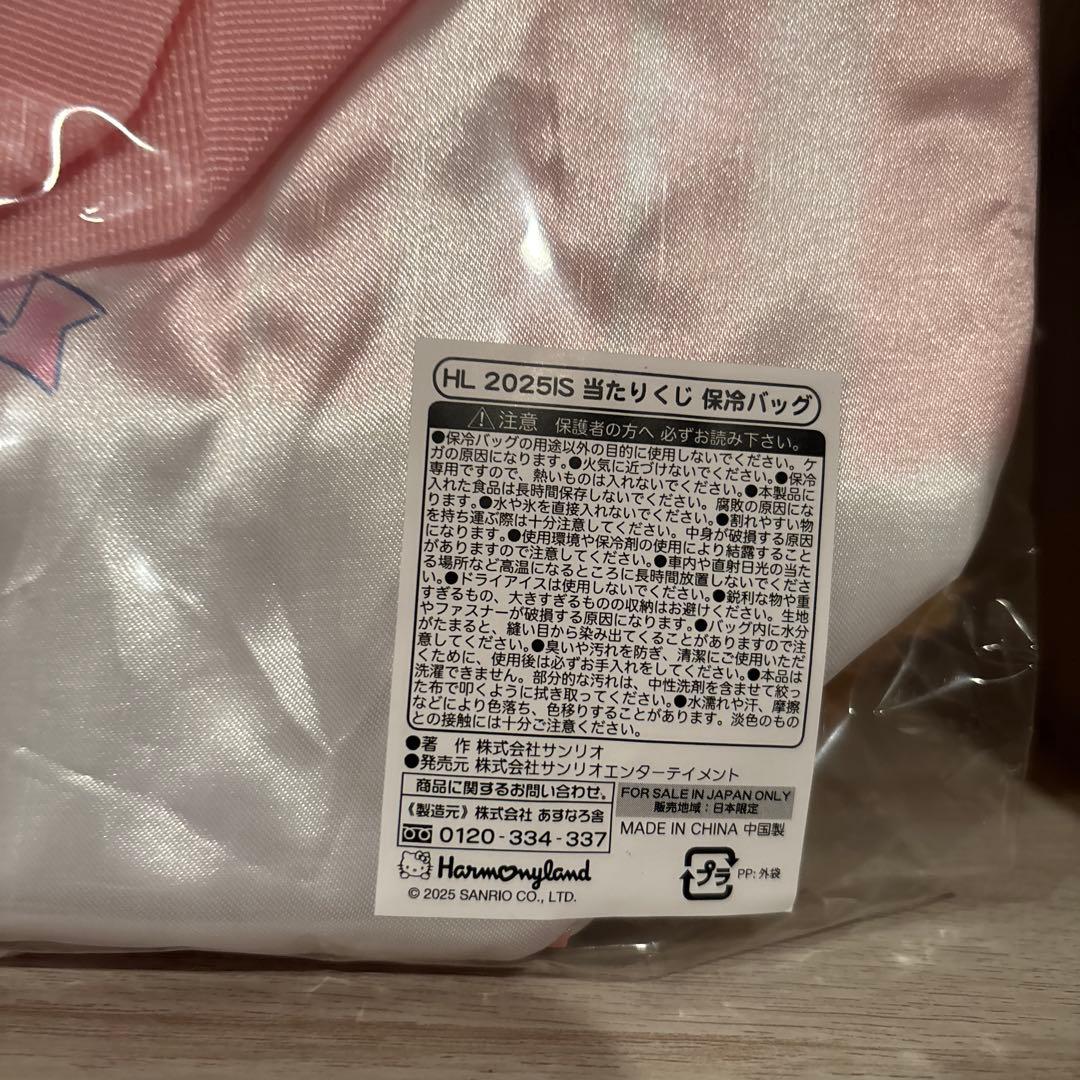 HL 2025IS 当たりくじ 保冷バッグ
⚠注意 保護者の方へ 必ずお読み下さい。
●保冷バッグの用途以外の目的に使用しないでください。ケ
ガの原因になります。●火気に近づけないでください。●保冷
専用ですので、熱いものは入れないでください。●本製品に
入れた食品は長時間保存しないでください。腐敗の原因にな
ります。●水や氷を直接入れないでください。●割れやすい物
を持ち運ぶ際は十分注意してください。中身が破損する原因
になります。●使用環境や保冷剤の使用により結露すること
がありますので注意してください。●車内や直射日光の当た
る場所など高温になるところに長時間放置しないでくださ
い。●ドライアイスは使用しないでください。●鋭利な物や重
すぎるもの、大きすぎるものの収納はお避けください。生地
やファスナーが破損する原因になります。●バッグ内に水分
がたまると、縫い目から染み出てくることがありますので注
意してください。●臭いや汚れを防ぎ、清潔にご使用いただ
くために、使用後は必ずお手入れをしてください。●本品は
洗濯できません。部分的な汚れは、中性洗剤を含ませて絞っ
た布で叩くように拭き取ってください。●水濡れや汗、摩擦
などにより色落ち、色移りすることがあります。淡色のもの
との接触には十分ご注意ください。
●著 作 株式会社サンリオ
●発売元 株式会社サンリオエンターテイメント
商品に関するお問い合わせ。
《製造元》株式会社 あすなろ舎
0120-334-337
FOR SALE IN JAPAN ONLY
販売地域:日本限定
MADE IN CHINA 中国製
Harmonyland
© 2025 SANRIO CO., LTD.
プラ PP:外袋